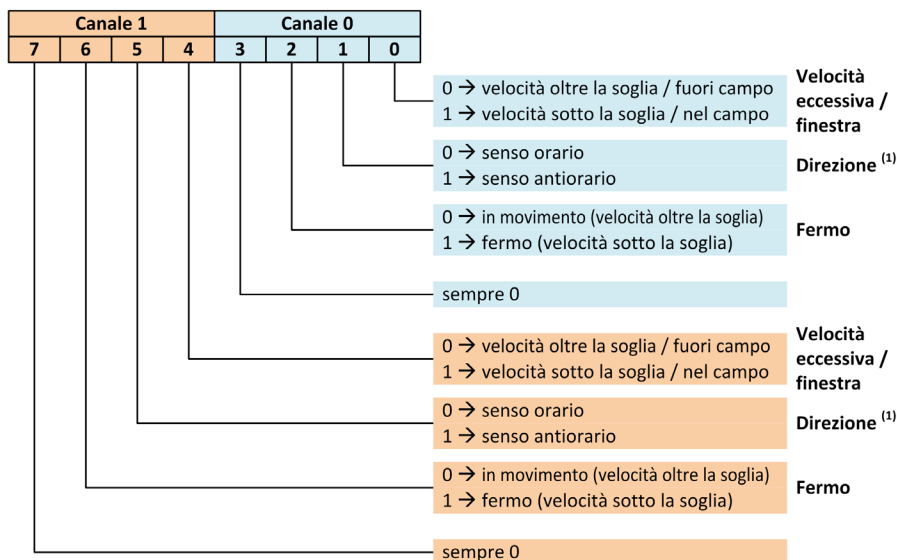 Canale 1 Canale 0
7 6 5 4 3 2 1 0
0 → velocità oltre la soglia / fuori campo
1 → velocità sotto la soglia / nel campo
Velocità
eccessiva /
finestra
0 → senso orario
1 → senso antiorario
Direzione (1)
0 → in movimento (velocità oltre la soglia)
1 → fermo (velocità sotto la soglia)
Fermo
sempre 0
0 → velocità oltre la soglia / fuori campo
1 → velocità sotto la soglia / nel campo
Velocità
eccessiva /
finestra
0 → senso orario
1 → senso antiorario
Direzione (1)
0 → in movimento (velocità oltre la soglia)
1 → fermo (velocità sotto la soglia)
Fermo
sempre 0